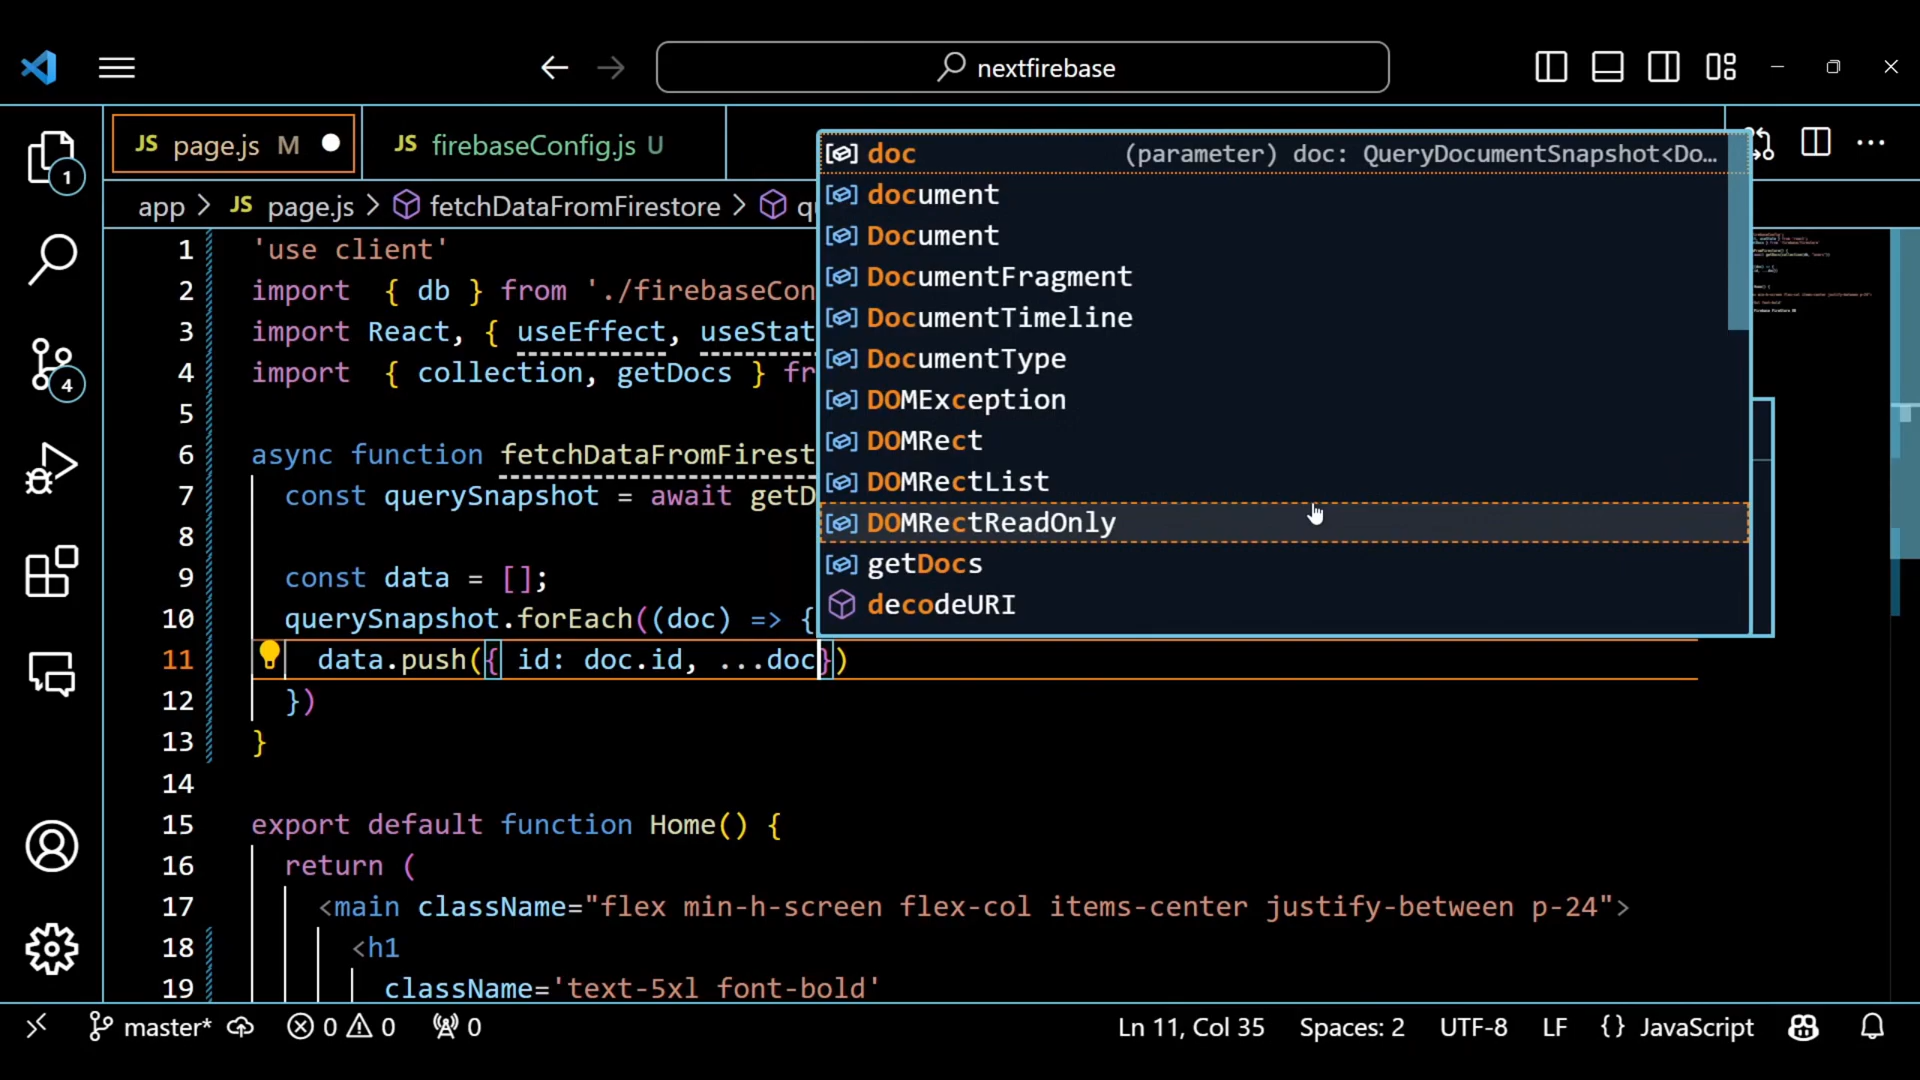 nextfirebase
JS page.js M
JS firebaseConfig.js U
1
app > JS page.js > fetchDataFromFirestore >
doc (parameter) doc: QueryDocumentSnapshot<Do…
document
Document
DocumentFragment
DocumentTimeline
DocumentType
DOMException
DOMRect
DOMRectList
DOMRectReadOnly
getDocs
decodeURI
1 'use client'
2 import { db } from './firebaseCon
3 import React, { useEffect, useStat
4 import { collection, getDocs } fr
5
6 async function fetchDataFromFirest
7 const querySnapshot = await getD
8
9 const data = [];
10 querySnapshot.forEach((doc) => {
11 data.push({ id: doc.id, ...doc})
12 })
13 }
14
15 export default function Home() {
16 return (
17 <main className="flex min-h-screen flex-col items-center justify-between p-24">
18 <h1
19 className='text-5xl font-bold'
4
master* 0 0 0
Ln 11, Col 35 Spaces: 2 UTF-8 LF {} JavaScript